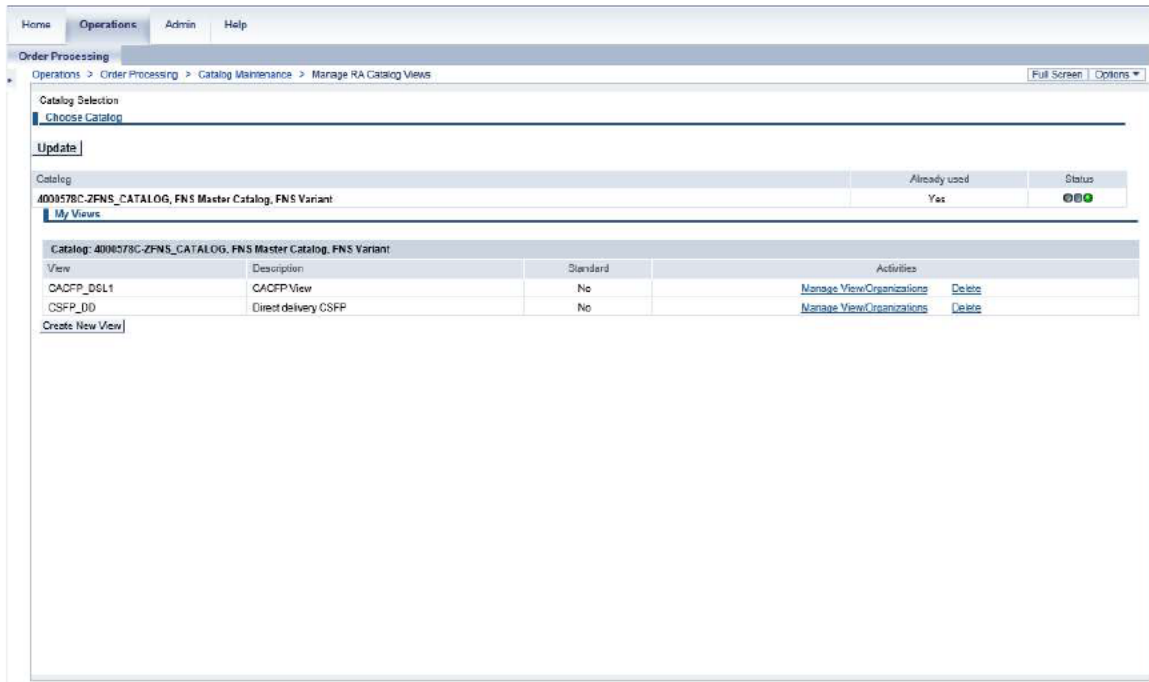 Home Operations Admin Help
Order Processing
Operations > Order Processing > Catalog Maintenance > Manage RA Catalog Views Full Screen Options
Catalog Selection
Choose Catalog
Update
Catalog Already used Status
4000578C-ZFNS_CATALOG, FNS Master Catalog, FNS Variant Yes
My Views
Catalog: 4000578C-ZFNS_CATALOG, FNS Master Catalog, FNS Variant
View Description Standard Activities
CACFP_DSL1 CACFP View No Manage View/Organizations Delete
CSFP_DD Direct delivery CSFP No Manage View/Organizations Delete
Create New View